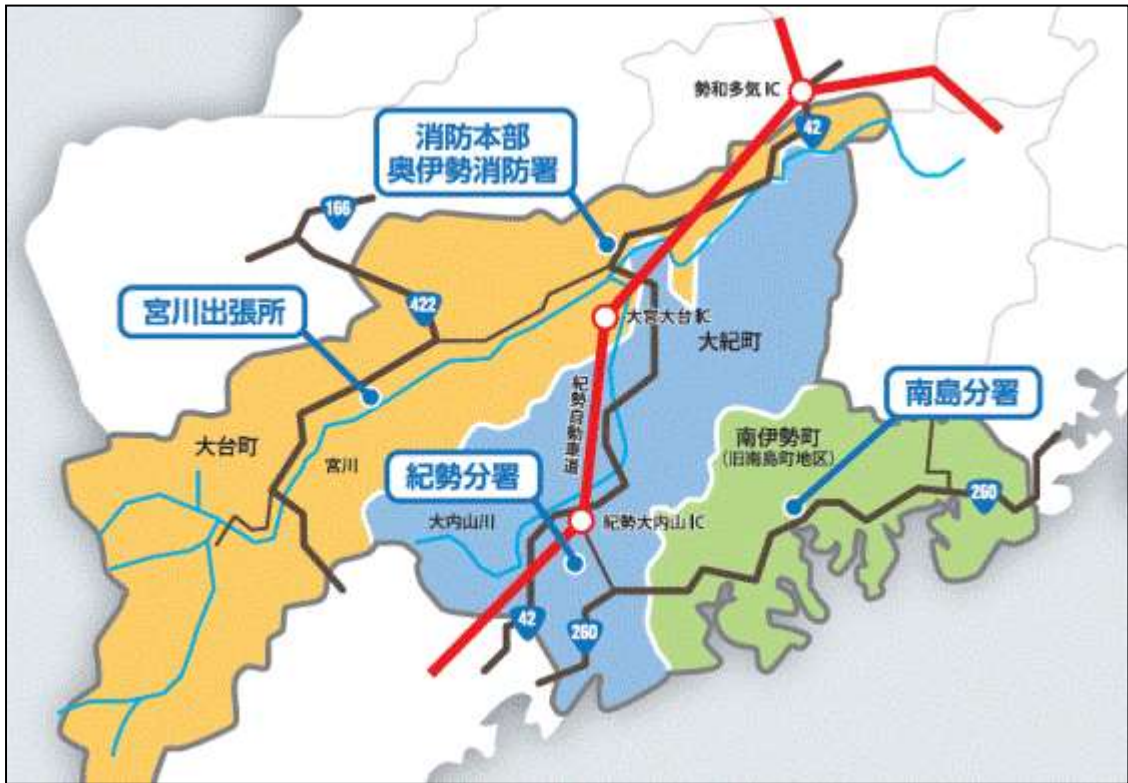 勢和多気IC
42
消防本部
奥伊勢消防署
166
422
宮川出張所
大宮大台IC
大紀町
紀勢自動車道
南島分署
南伊勢町
(旧南島町地区)
大台町
宮川
紀勢分署
260
大内山川
紀勢大内山IC
42
260